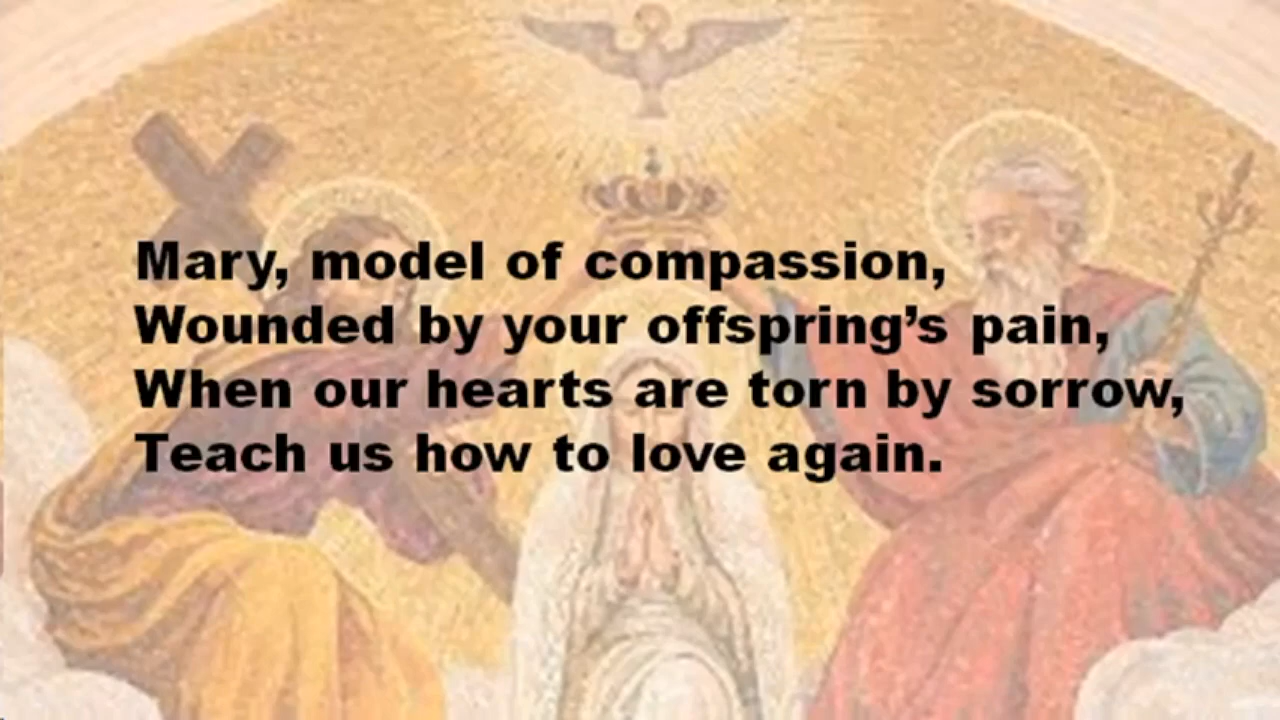 Mary, model of compassion,
Wounded by your offspring’s pain,
When our hearts are torn by sorrow,
Teach us how to love again.